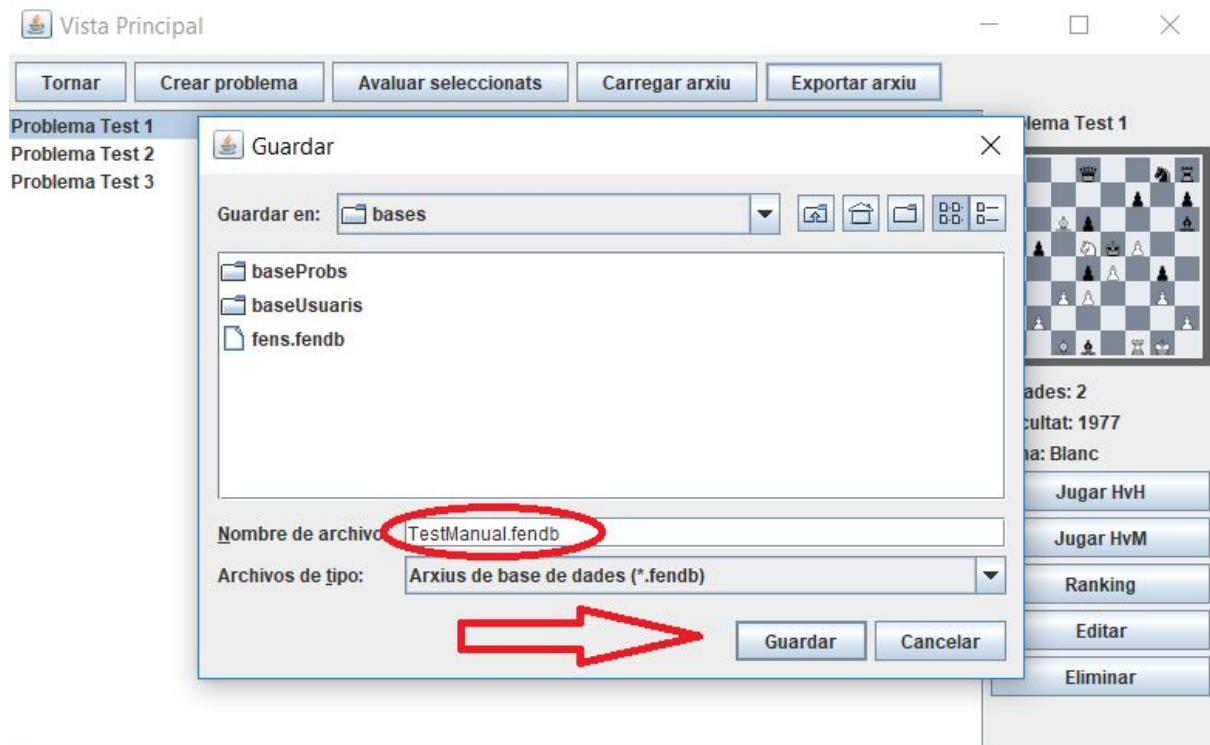 Vista Principal
Tornar Crear problema Avaluar seleccionats Carregar arxiu Exportar arxiu
Problema Test 1
Problema Test 2
Problema Test 3
lema Test 1
Guardar
Guardar en: bases
baseProbs
baseUsuaris
fens.fendb
ades: 2
cultat: 1977
na: Blanc
Jugar HvH
Nombre de archivo TestManual.fendb
Jugar HvM
Archivos de tipo: Arxius de base de dades (*.fendb)
Ranking
Guardar Cancelar
Editar
Eliminar